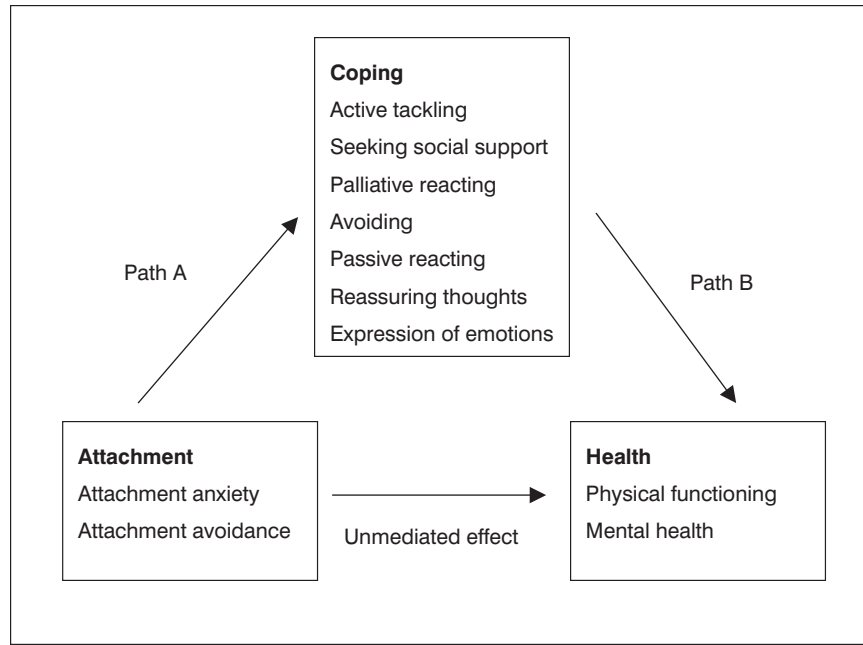 Coping
Active tackling
Seeking social support
Palliative reacting
Avoiding
Passive reacting
Reassuring thoughts
Expression of emotions
Path A
Path B
Attachment
Attachment anxiety
Attachment avoidance
Unmediated effect
Health
Physical functioning
Mental health